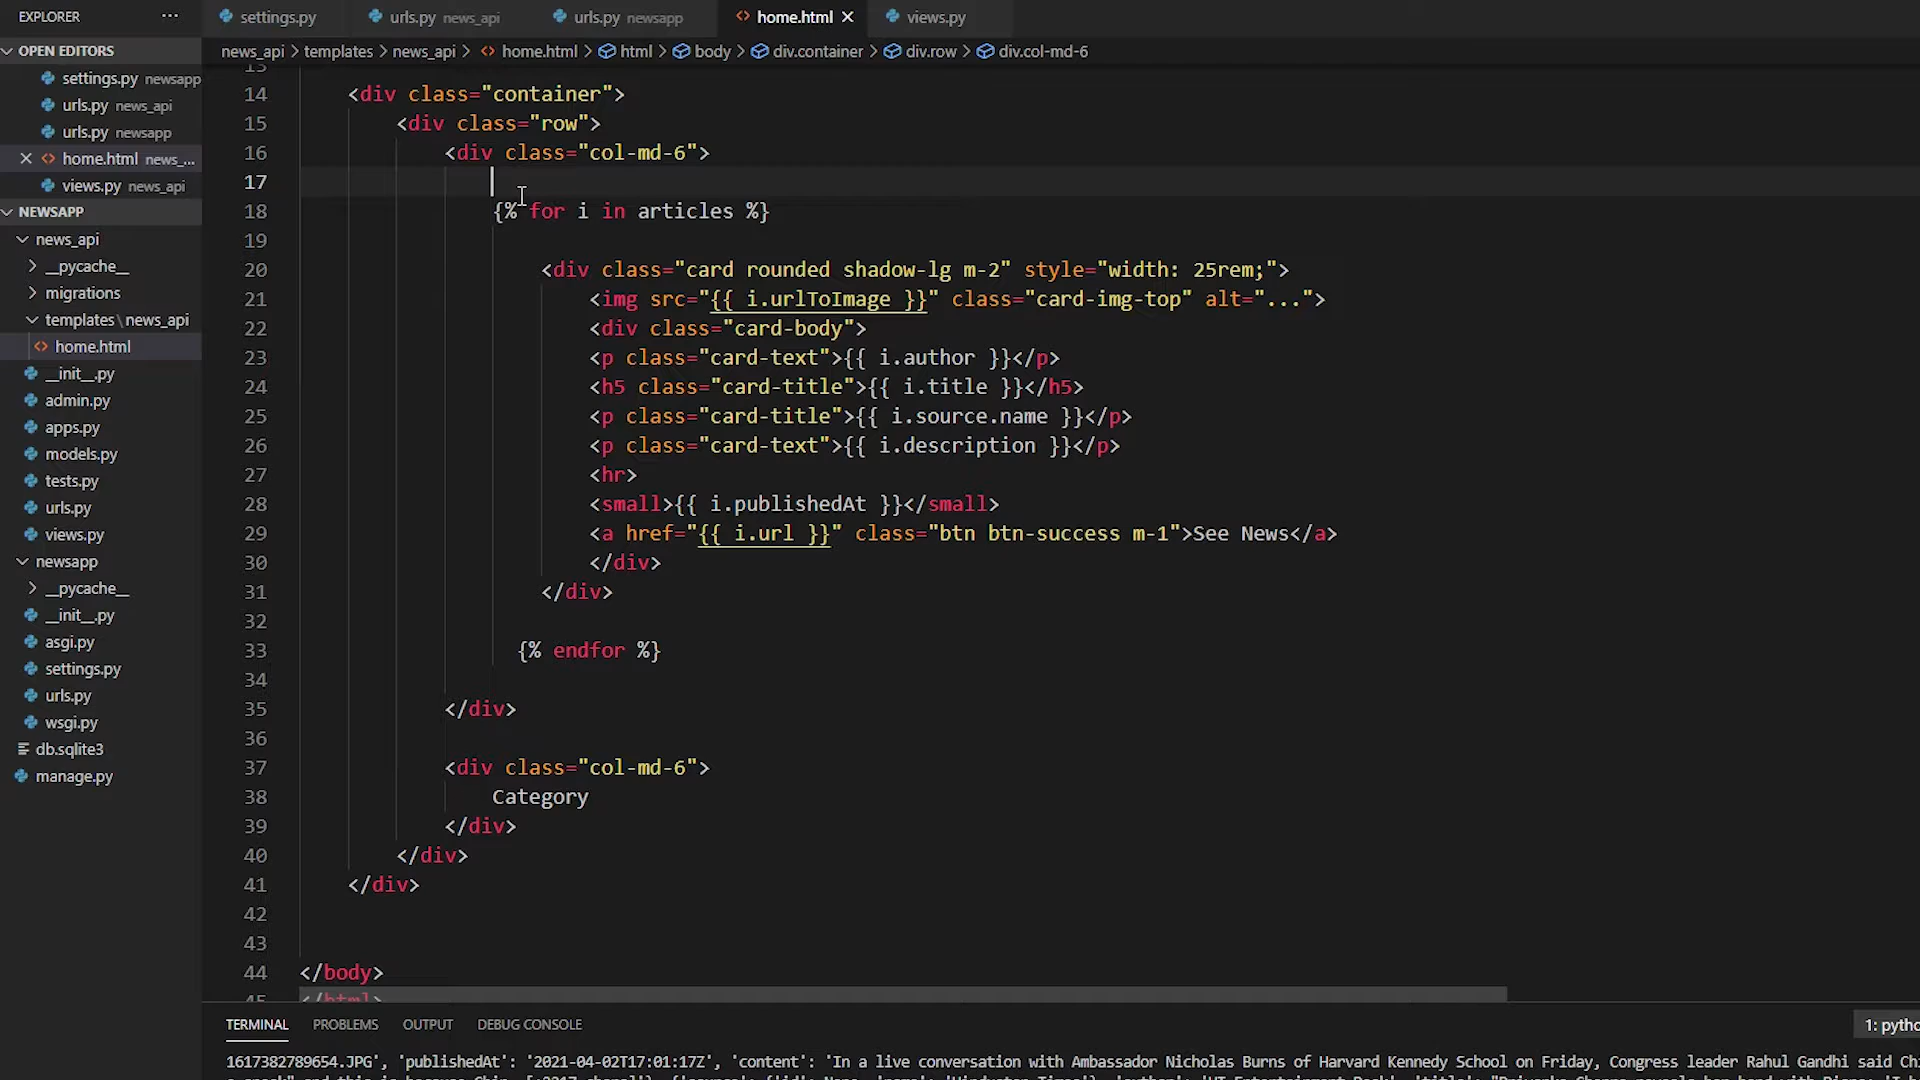 EXPLORER ···
settings.py
urls.py news_api
urls.py newsapp
home.html
views.py
OPEN EDITORS
settings.py newsapp
urls.py news_api
urls.py newsapp
home.html news_...
views.py news_api
NEWSAPP
news_api
__pycache__
migrations
templates\news_api
home.html
__init__.py
admin.py
apps.py
models.py
tests.py
urls.py
views.py
newsapp
__pycache__
__init__.py
asgi.py
settings.py
urls.py
wsgi.py
db.sqlite3
manage.py
news_api > templates > news_api > home.html > html > body > div.container > div.row > div.col-md-6
13
14 <div class="container">
15 <div class="row">
16 <div class="col-md-6">
17
18 {% for i in articles %}
19
20 <div class="card rounded shadow-lg m-2" style="width: 25rem;">
21 <img src="{{ i.urlToImage }}" class="card-img-top" alt="...">
22 <div class="card-body">
23 <p class="card-text">{{ i.author }}</p>
24 <h5 class="card-title">{{ i.title }}</h5>
25 <p class="card-title">{{ i.source.name }}</p>
26 <p class="card-text">{{ i.description }}</p>
27 <hr>
28 <small>{{ i.publishedAt }}</small>
29 <a href="{{ i.url }}" class="btn btn-success m-1">See News</a>
30 </div>
31 </div>
32
33 {% endfor %}
34
35 </div>
36
37 <div class="col-md-6">
38 Category
39 </div>
40 </div>
41 </div>
42
43
44 </body>
45 </html>
TERMINAL PROBLEMS OUTPUT DEBUG CONSOLE
1: pytho
1617382789654.JPG', 'publishedAt': '2021-04-02T17:01:17Z', 'content': 'In a live conversation with Ambassador Nicholas Burns of Harvard Kennedy School on Friday, Congress leader Rahul Gandhi said Chi